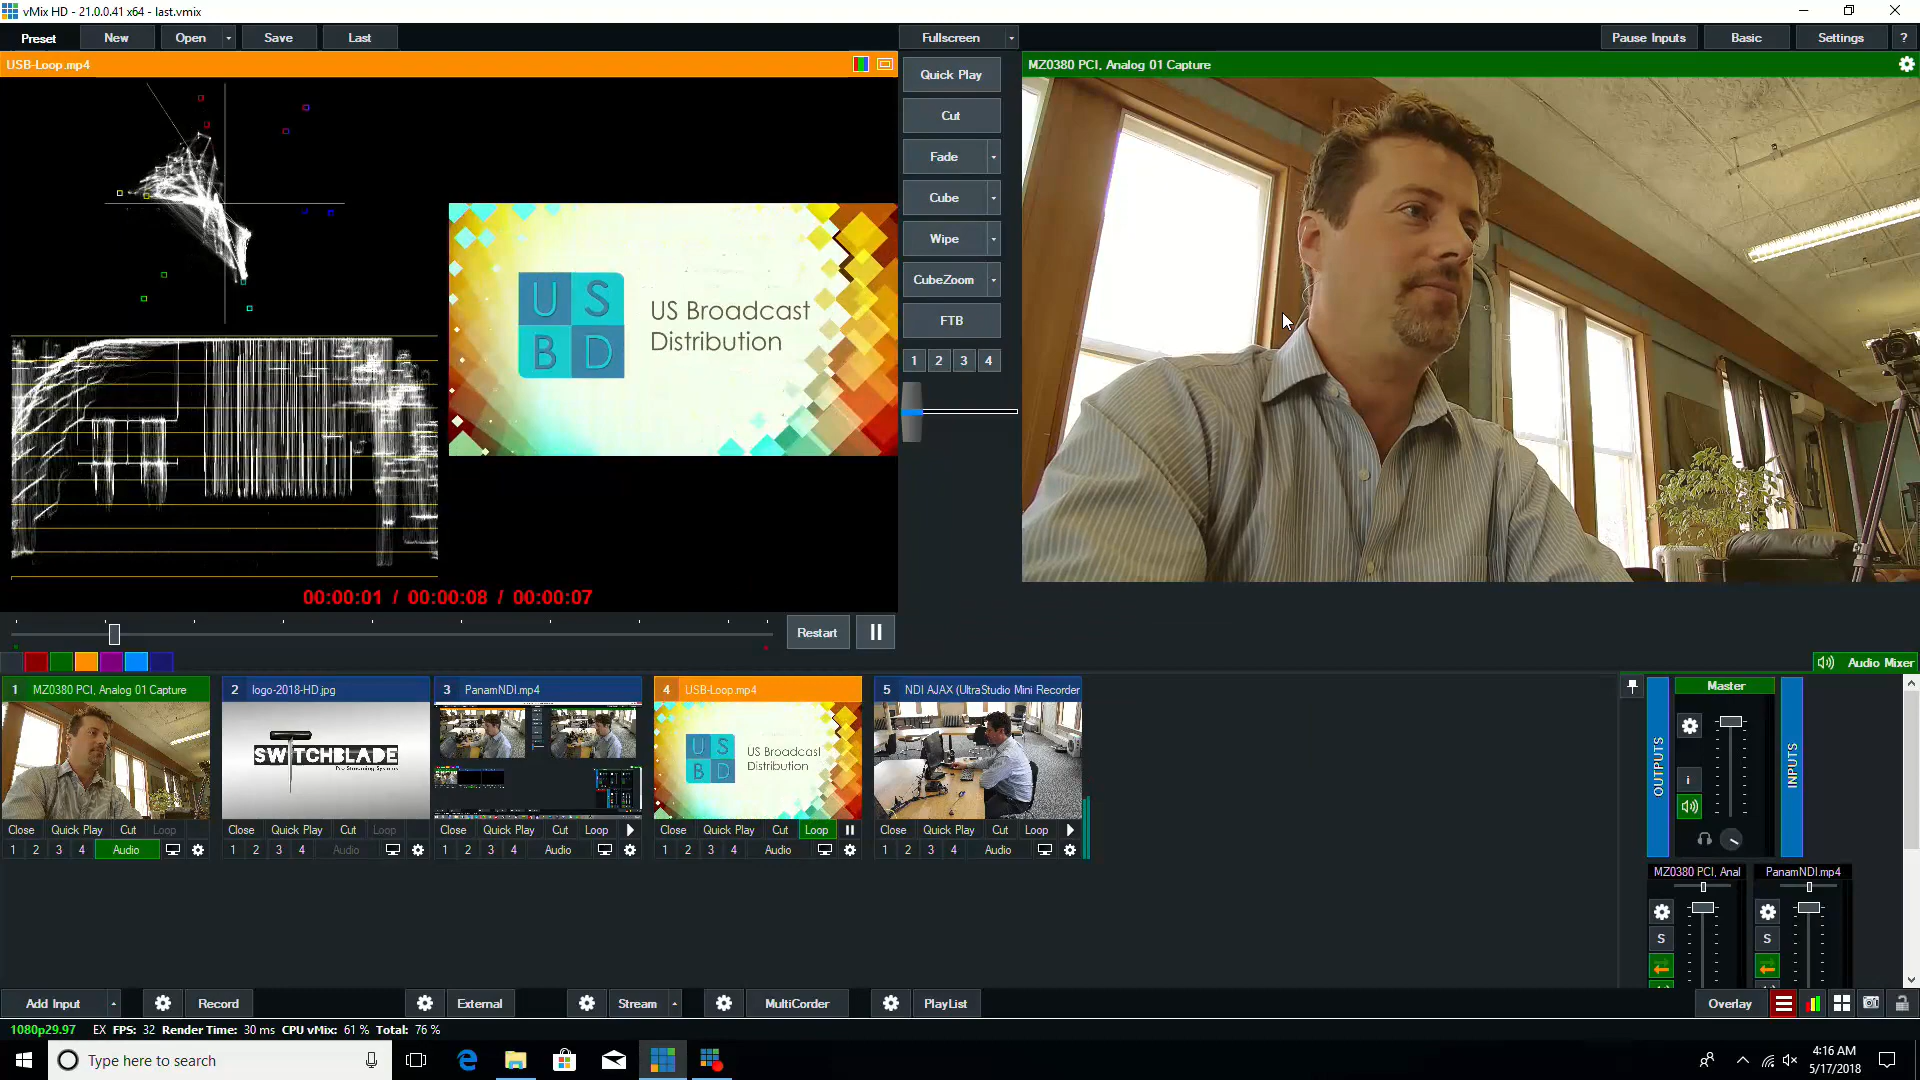 vMix HD - 21.0.0.41 x64 - last.vmix
Preset New Open Save Last Fullscreen Pause Inputs Basic Settings ?
USB-Loop.mp4
MZ0380 PCI, Analog 01 Capture
Quick Play
Cut
Fade
Cube
Wipe
CubeZoom
FTB
1 2 3 4
U S
B D
US Broadcast
Distribution
00:00:01 / 00:00:08 / 00:00:07
Restart
Audio Mixer
1 MZ0380 PCI, Analog 01 Capture
2 logo-2018-HD.jpg
3 PanamNDI.mp4
4 USB-Loop.mp4
5 NDI AJAX (UltraStudio Mini Recorder
SWITCHBLADE
Pro Streaming Systems
U S
B D
US Broadcast
Distribution
Close Quick Play Cut Loop
Close Quick Play Cut Loop
Close Quick Play Cut Loop
Close Quick Play Cut Loop
Close Quick Play Cut Loop
1 2 3 4 Audio
1 2 3 4 Audio
1 2 3 4 Audio
1 2 3 4 Audio
1 2 3 4 Audio
OUTPUTS
Master
i
INPUTS
MZ0380 PCI, Anal
PanamNDI.mp4
S
S
Add Input Record External Stream MultiCorder PlayList Overlay
1080p29.97 EX FPS: 32 Render Time: 30 ms CPU vMix: 61 % Total: 76 %
Type here to search
4:16 AM
5/17/2018